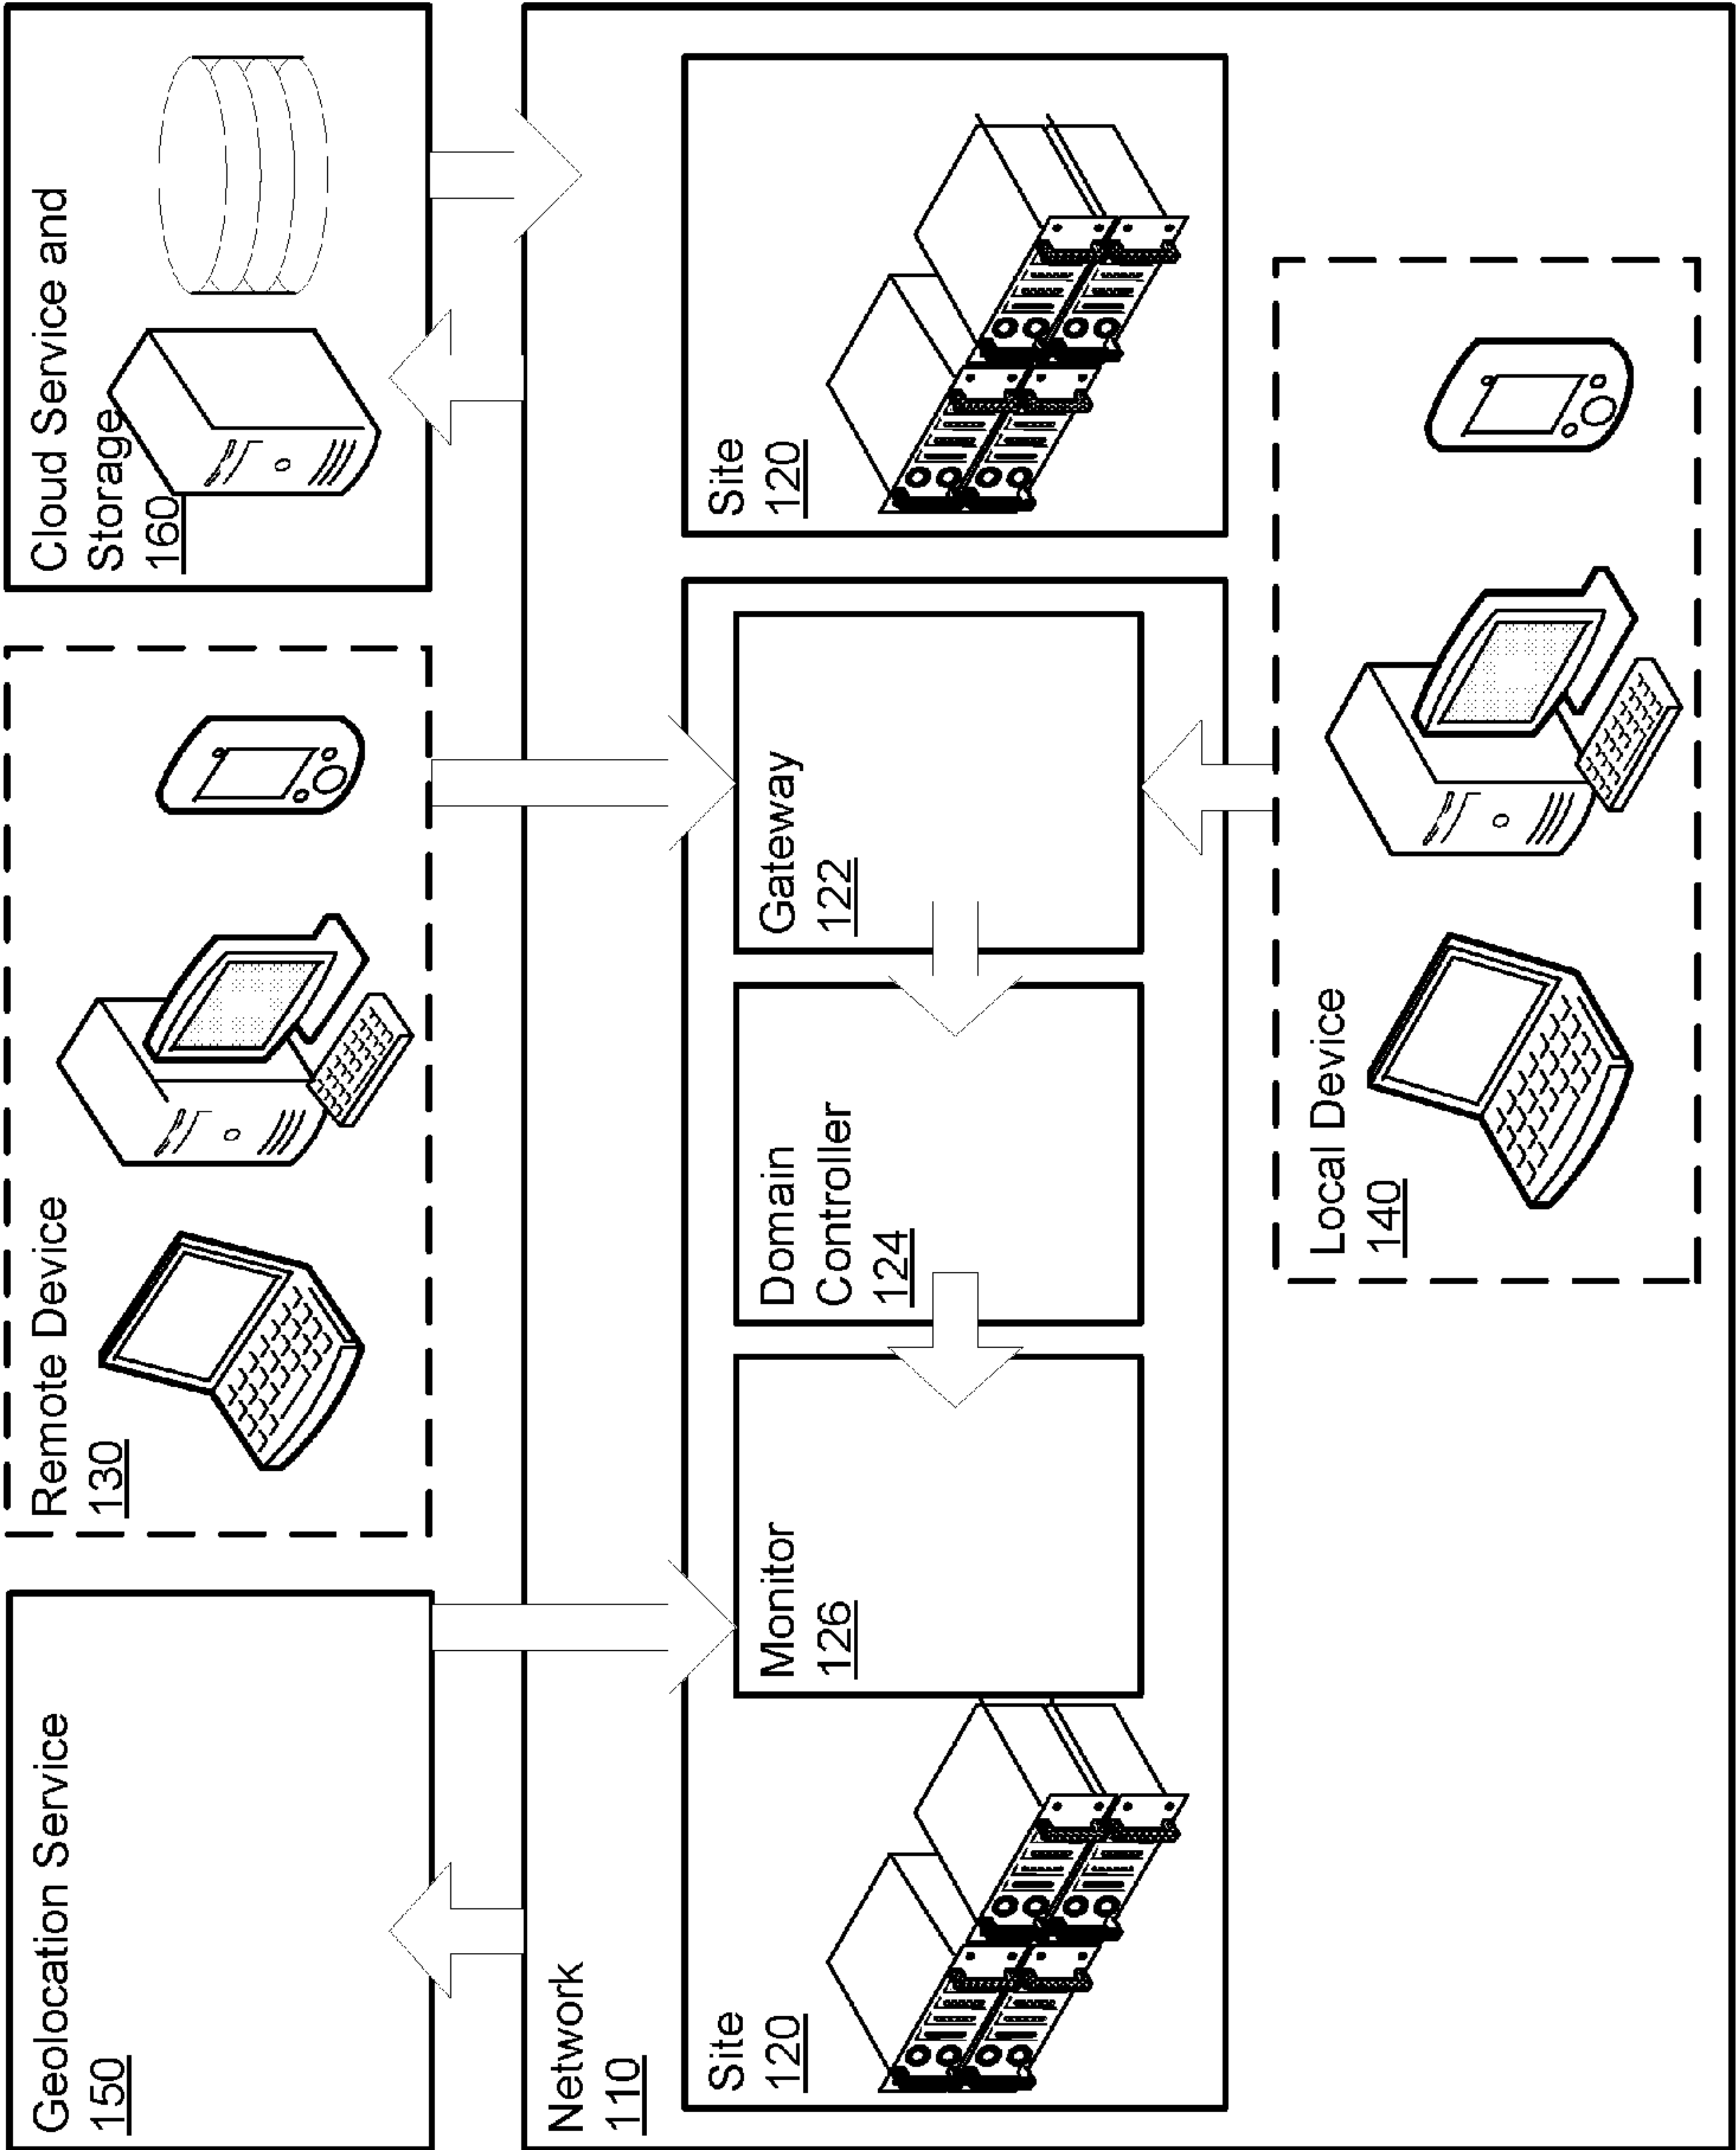 Geolocation Service
150
Remote Device
130
Cloud Service and
Storage
160
Network
110
Site
120
Monitor
126
Domain
Controller
124
Gateway
122
Site
120
Local Device
140